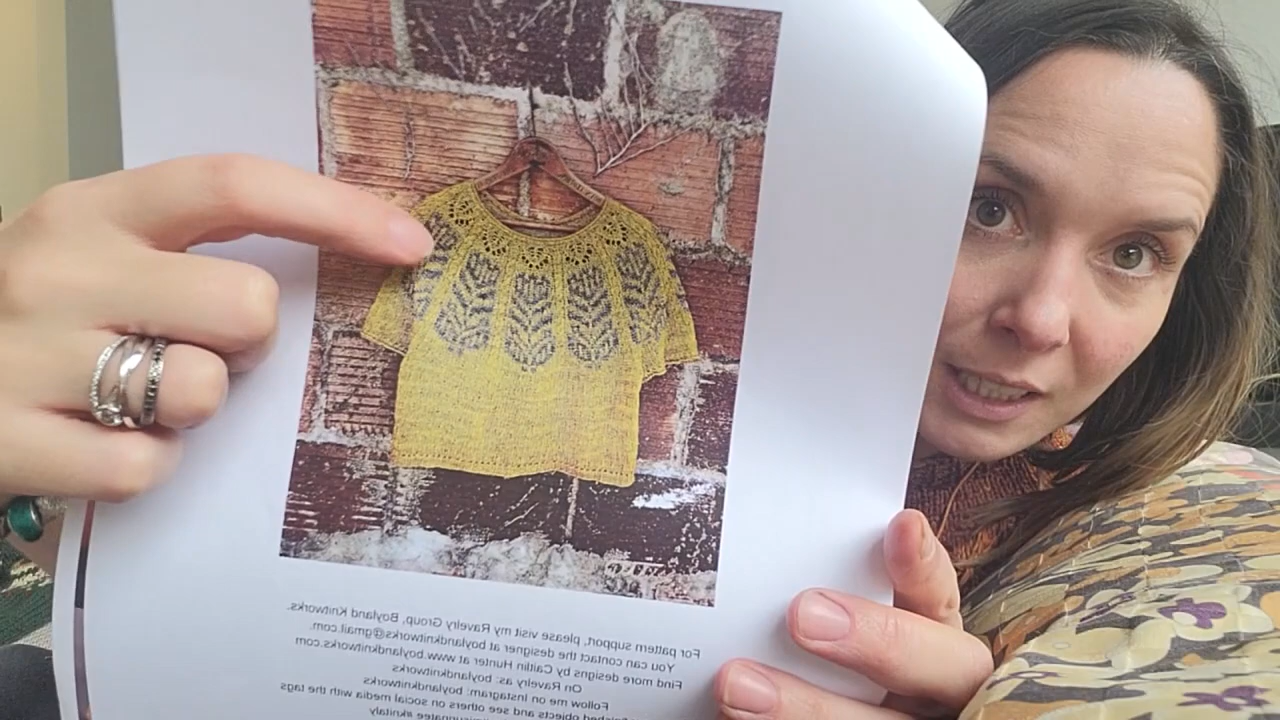 For pattern support, please visit my Ravelry Group, Boyland Knitworks.
You can contact the designer at boylandknitworks@gmail.com.
Find more designs by Caitlin Hunter at www.boylandknitworks.com
On Ravelry as: boylandknitworks
Follow me on Instagram: boylandknitworks
finished objects and see others on social media with the tags
#knitaly